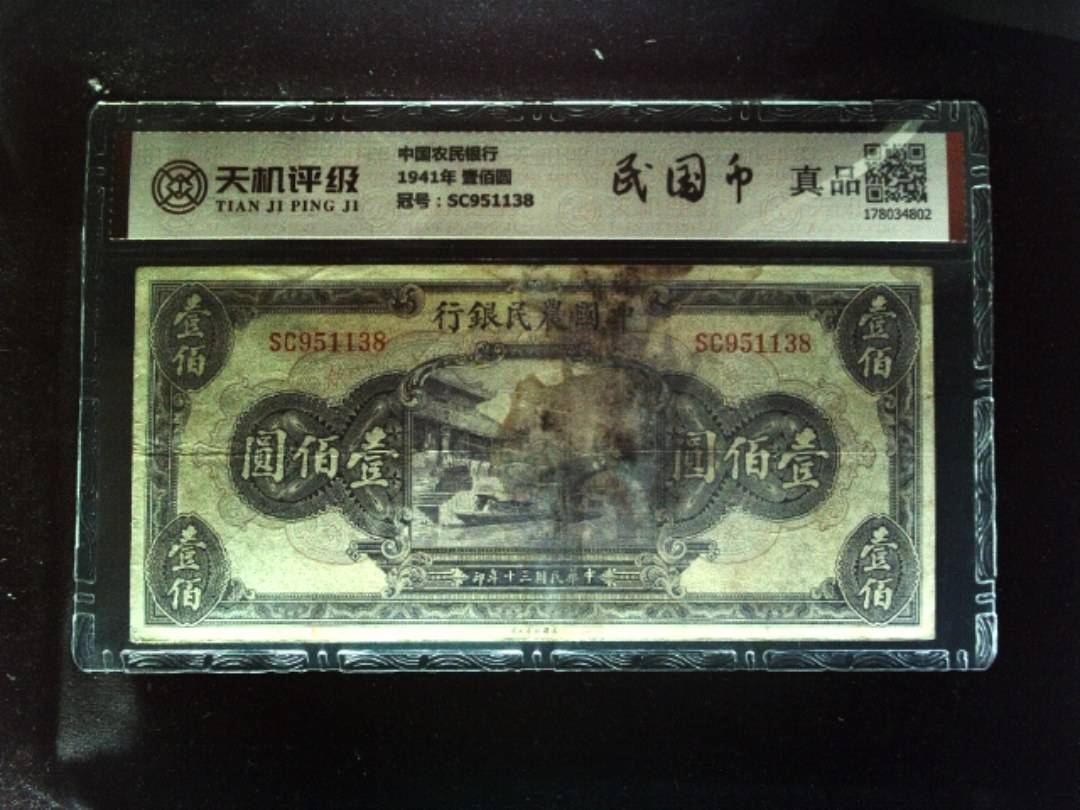 天机评级
TIAN JI PING JI
中国农民银行
1941年 壹佰圆
冠号：SC951138
民国币
真品
178034802
行銀民農國中
SC951138
SC951138
壹佰
壹佰
圓佰壹
圓佰壹
壹佰
壹佰
印年十三國民華中